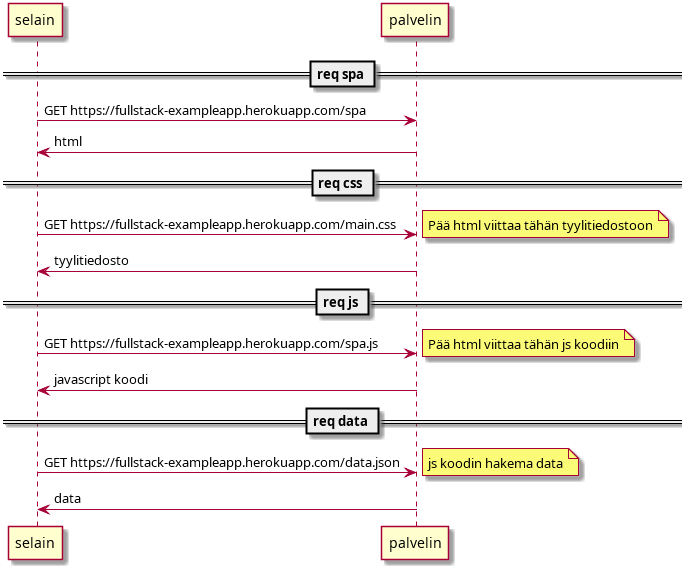 selain
palvelin
req spa
GET https://fullstack-exampleapp.herokuapp.com/spa
html
req css
GET https://fullstack-exampleapp.herokuapp.com/main.css
Pää html viittaa tähän tyylitiedostoon
tyylitiedosto
req js
GET https://fullstack-exampleapp.herokuapp.com/spa.js
Pää html viittaa tähän js koodiin
javascript koodi
req data
GET https://fullstack-exampleapp.herokuapp.com/data.json
js koodin hakema data
data
selain
palvelin